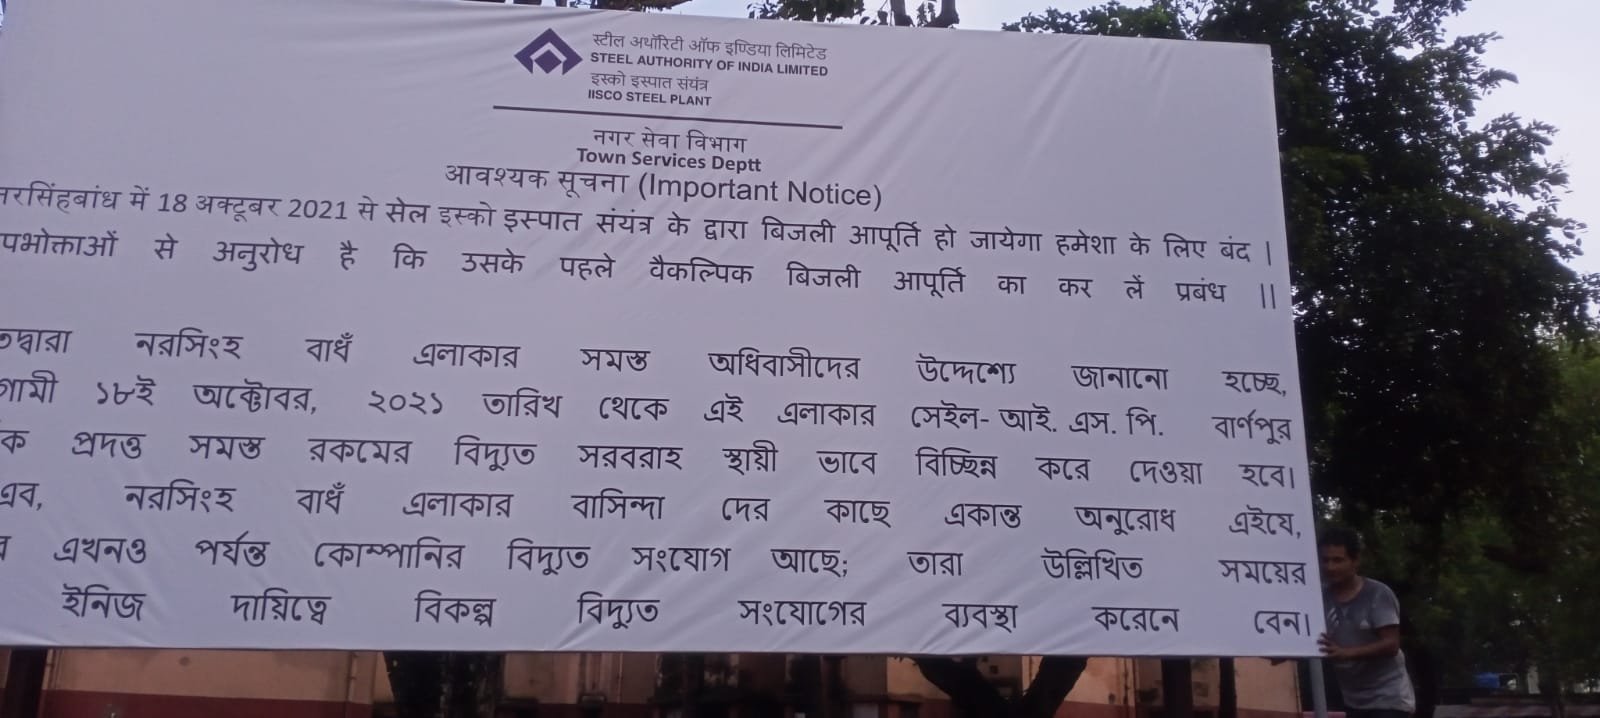 स्टील अथॉरिटी ऑफ इण्डिया लिमिटेड
STEEL AUTHORITY OF INDIA LIMITED
इस्को इस्पात संयंत्र
IISCO STEEL PLANT
नगर सेवा विभाग
Town Services Deptt
आवश्यक सूचना (Important Notice)
में 18 अक्टूबर 2021 से सेल इस्को इस्पात संयंत्र के द्वारा बिजली आपूर्ति हो जायेगा हमेशा के लिए बंद |
पभोक्ताओं से अनुरोध है कि उसके पहले वैकल्पिक बिजली आपूर्ति का कर लें प्रबंध ||
তদ্বারা নরসিংহ বাধঁ এলাকার সমস্ত অধিবাসীদের উদ্দেশ্যে জানানো হচ্ছে,
গামী ১৮ই অক্টোবর, ২০২১ তারিখ থেকে এই এলাকার সেইল- আই. এস. পি. বার্ণপুর
ক প্রদত্ত সমস্ত রকমের বিদ্যুত সরবরাহ স্থায়ী ভাবে বিচ্ছিন্ন করে দেওয়া হবে।
এব, নরসিংহ বাধঁ এলাকার বাসিন্দা দের কাছে একান্ত অনুরোধ এইযে,
এখনও পর্যন্ত কোম্পানির বিদ্যুত সংযোগ আছে; তারা উল্লিখিত সময়ের
ইনিজ দায়িত্বে বিকল্প বিদ্যুত সংযোগের ব্যবস্থা করেনে বেন।